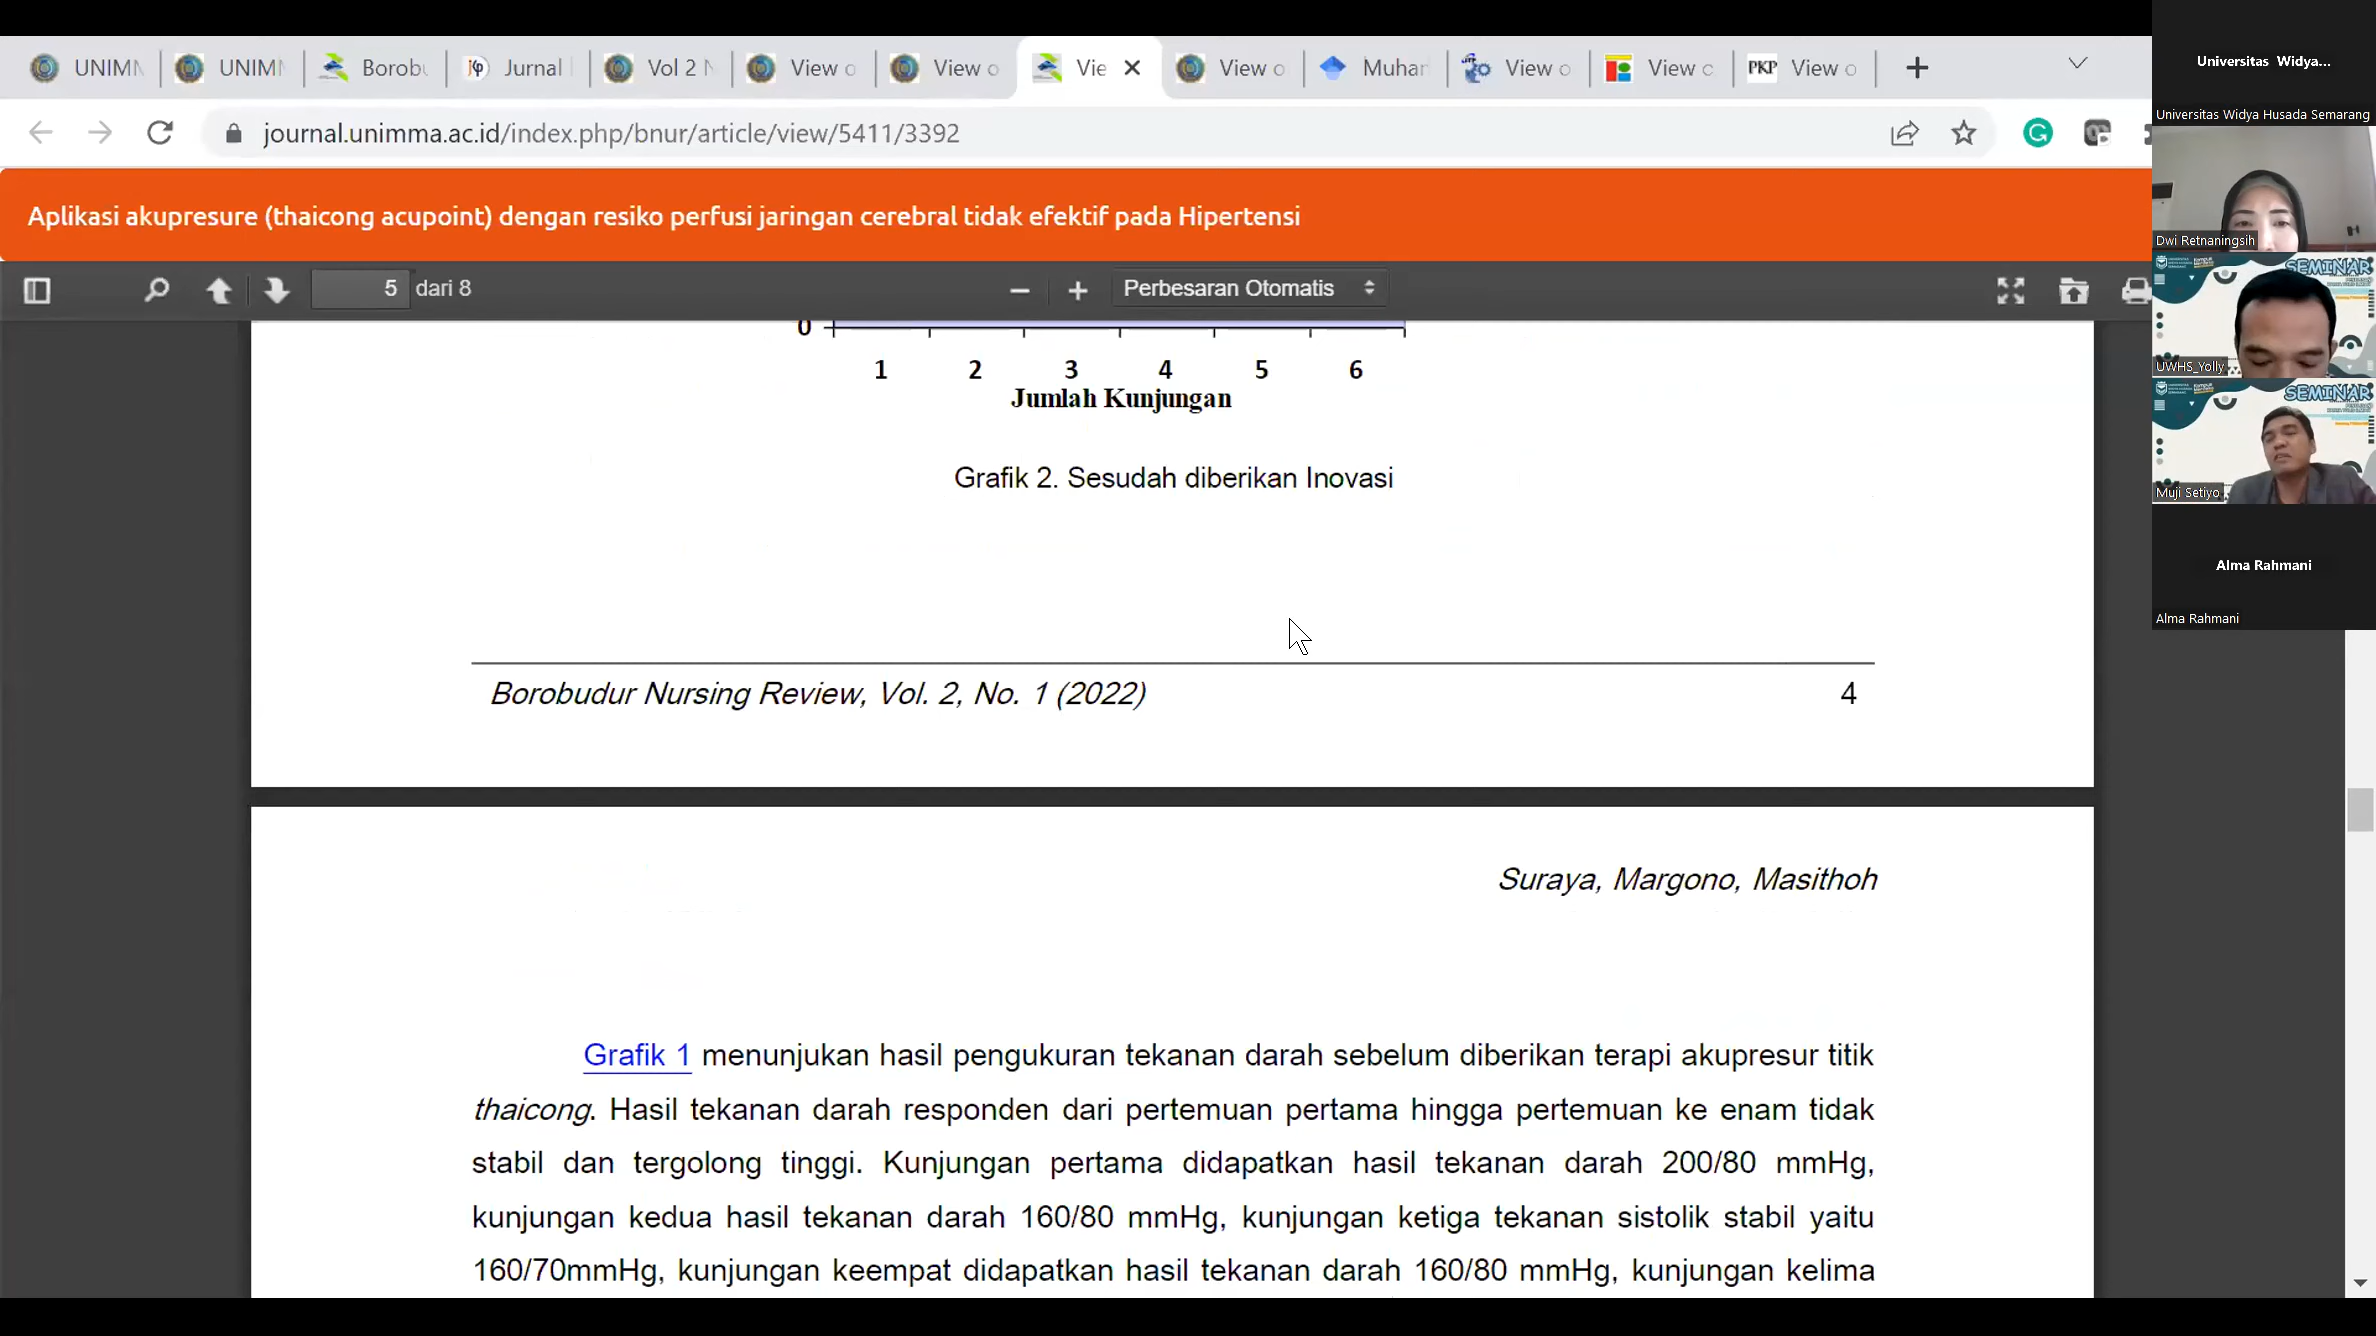 UNIMM
UNIMI
Borobu
Jurnal
Vol 2 N
View o
View o
Vie
View o
Muhar
View o
View c
PKP View o
journal.unimma.ac.id/index.php/bnur/article/view/5411/3392
Aplikasi akupresure (thaicong acupoint) dengan resiko perfusi jaringan cerebral tidak efektif pada Hipertensi
5 dari 8
Perbesaran Otomatis
0
1 2 3 4 5 6
Jumlah Kunjungan
Grafik 2. Sesudah diberikan Inovasi
Borobudur Nursing Review, Vol. 2, No. 1 (2022) 4
Suraya, Margono, Masithoh
Grafik 1 menunjukan hasil pengukuran tekanan darah sebelum diberikan terapi akupresur titik
thaicong. Hasil tekanan darah responden dari pertemuan pertama hingga pertemuan ke enam tidak
stabil dan tergolong tinggi. Kunjungan pertama didapatkan hasil tekanan darah 200/80 mmHg,
kunjungan kedua hasil tekanan darah 160/80 mmHg, kunjungan ketiga tekanan sistolik stabil yaitu
160/70mmHg, kunjungan keempat didapatkan hasil tekanan darah 160/80 mmHg, kunjungan kelima
Universitas Widya...
Universitas Widya Husada Semarang
Dwi Retnaningsih
SEMINAR
UWHS_Yolly
SEMINAR
Muji Setiyo
Alma Rahmani
Alma Rahmani